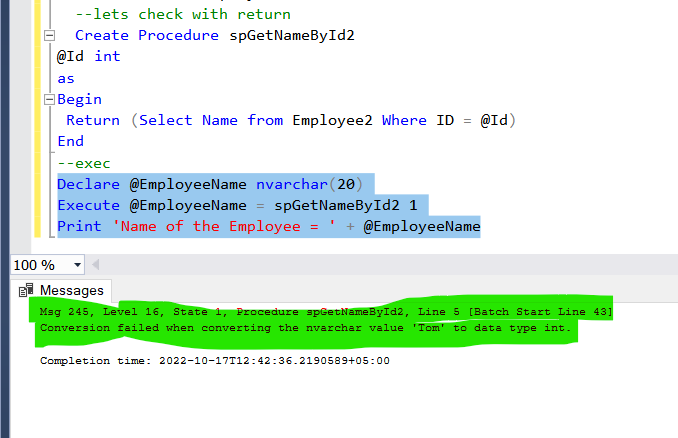 --lets check with return
Create Procedure spGetNameById2
@Id int
as
Begin
Return (Select Name from Employee2 Where ID = @Id)
End
--exec
Declare @EmployeeName nvarchar(20)
Execute @EmployeeName = spGetNameById2 1
Print 'Name of the Employee = ' + @EmployeeName
100 %
Messages
Msg 245, Level 16, State 1, Procedure spGetNameById2, Line 5 [Batch Start Line 43]
Conversion failed when converting the nvarchar value 'Tom' to data type int.
Completion time: 2022-10-17T12:42:36.2190589+05:00